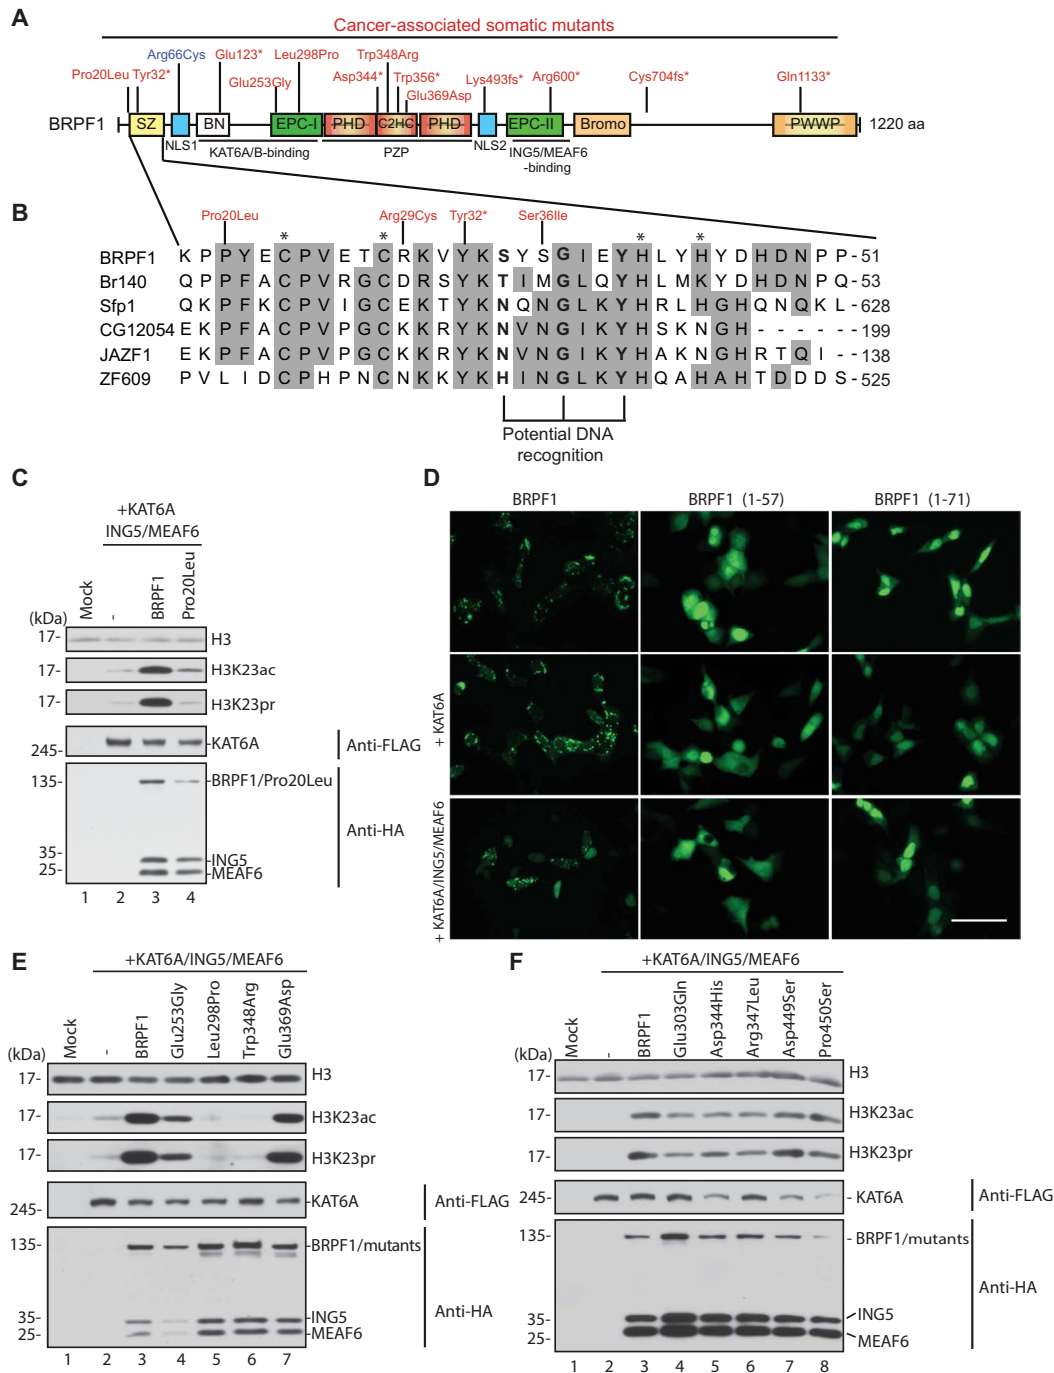 A
Cancer-associated somatic mutants
Arg66Cys Glu123* Leu298Pro Trp348Arg
Pro20Leu Tyr32* Glu253Gly Asp344* Trp356* Lys493fs* Arg600* Cys704fs* Gln1133*
Glu369Asp
BRPF1 SZ BN EPC-I PHD C2HC PHD EPC-II Bromo PWWP 1220 aa
NLS1 KAT6A/B-binding PZP NLS2 ING5/MEAF6
-binding
B
Pro20Leu Arg29Cys Tyr32* Ser36Ile
* * * *
BRPF1 K P P Y E C P V E T C R K V Y K S Y S G I E Y H L Y H Y D H D N P P - 51
Br140 Q P P F A C P V R G C D R S Y K T I M G L Q Y H L M K Y D H D N P Q - 53
Sfp1 Q K P F K C P V I G C E K T Y K N Q N G L K Y H R L H G H Q N Q K L - 628
CG12054 E K P F A C P V P G C K K R Y K N V N G L K Y H S K N G H - - - - - - 199
JAZF1 E K P F A C P V P G C K K R Y K N V N G I K Y H A K N G H R T Q I - - 138
ZF609 P V L I D C P H P N C N K K Y K H I N G L K Y H Q A H A H T D D D S - 525
Potential DNA
recognition
C
+KAT6A
ING5/MEAF6
Mock - BRPF1 Pro20Leu
(kDa)
17- H3
17- H3K23ac
17- H3K23pr
245- -KAT6A Anti-FLAG
135- -BRPF1/Pro20Leu
Anti-HA
35- -ING5
25- -MEAF6
1 2 3 4
D
BRPF1 BRPF1 (1-57) BRPF1 (1-71)
+ KAT6A
+ KAT6A/ING5/MEAF6
E
+KAT6A/ING5/MEAF6
Mock - BRPF1 Glu253Gly Leu298Pro Trp348Arg Glu369Asp
(kDa)
17- H3
17- H3K23ac
17- H3K23pr
245- -KAT6A Anti-FLAG
135- -BRPF1/mutants
Anti-HA
35- -ING5
25- -MEAF6
1 2 3 4 5 6 7
F
+KAT6A/ING5/MEAF6
Mock - BRPF1 Glu303Gln Asp344His Arg347Leu Asp449Ser Pro450Ser
(kDa)
17- H3
17- H3K23ac
17- H3K23pr
245- - KAT6A Anti-FLAG
135- - BRPF1/mutants
Anti-HA
35- ING5
25- MEAF6
1 2 3 4 5 6 7 8